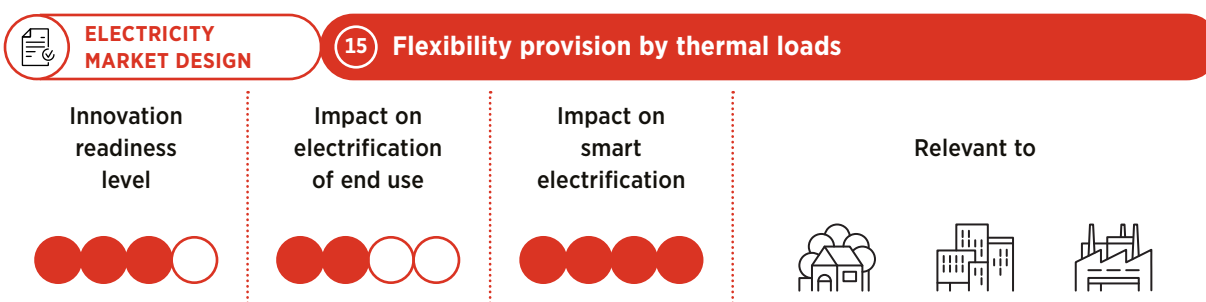 ELECTRICITY
MARKET DESIGN
15 Flexibility provision by thermal loads
Innovation
readiness
level
Impact on
electrification
of end use
Impact on
smart
electrification
Relevant to